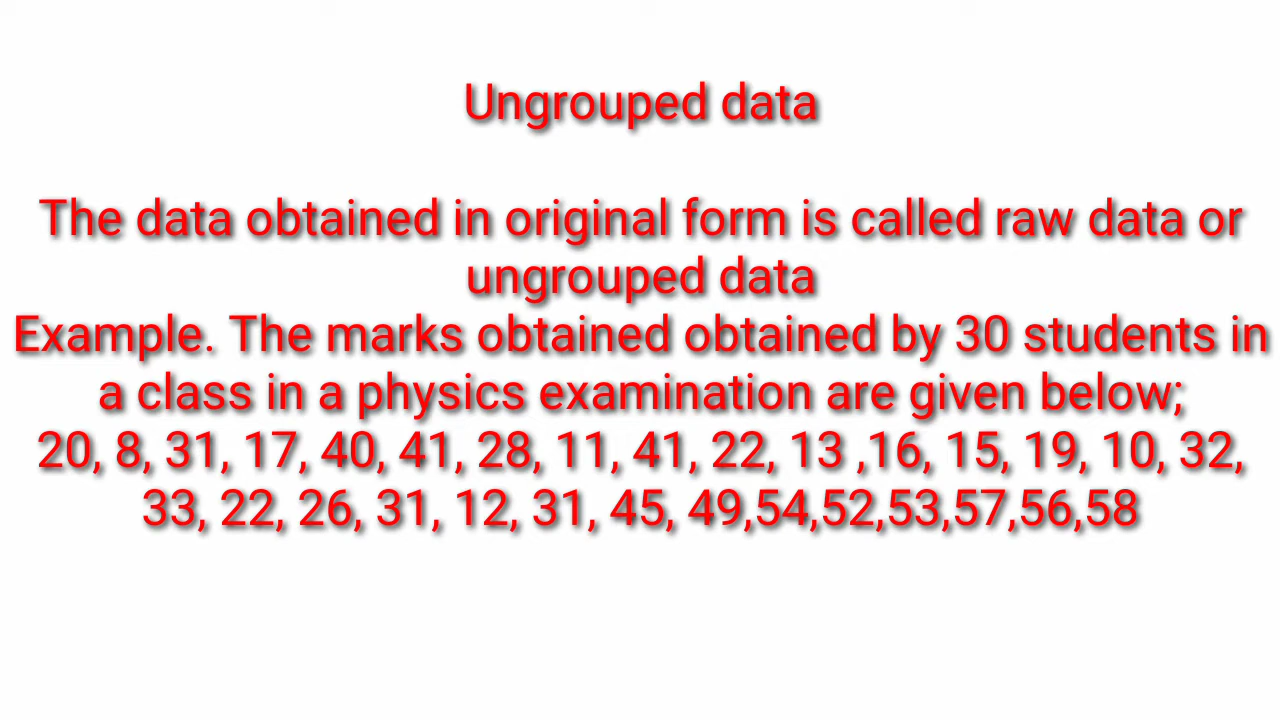 Ungrouped data
The data obtained in original form is called raw data or
ungrouped data
Example. The marks obtained obtained by 30 students in
a class in a physics examination are given below;
20, 8, 31, 17, 40, 41, 28, 11, 41, 22, 13 ,16, 15, 19, 10, 32,
33, 22, 26, 31, 12, 31, 45, 49,54,52,53,57,56,58